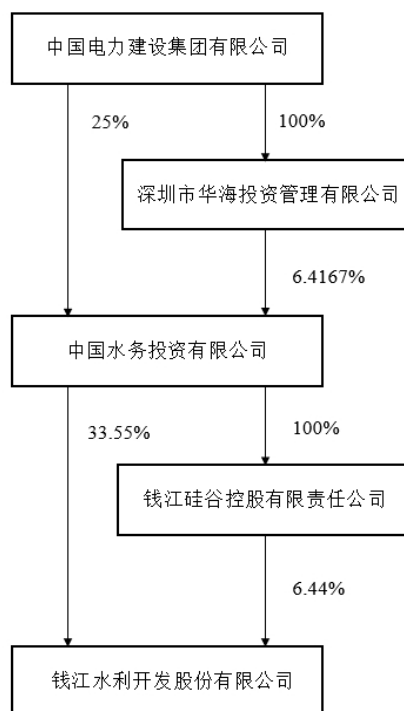 中国电力建设集团有限公司
25%
100%
深圳市华海投资管理有限公司
6.4167%
中国水务投资有限公司
33.55%
100%
钱江硅谷控股有限责任公司
6.44%
钱江水利开发股份有限公司